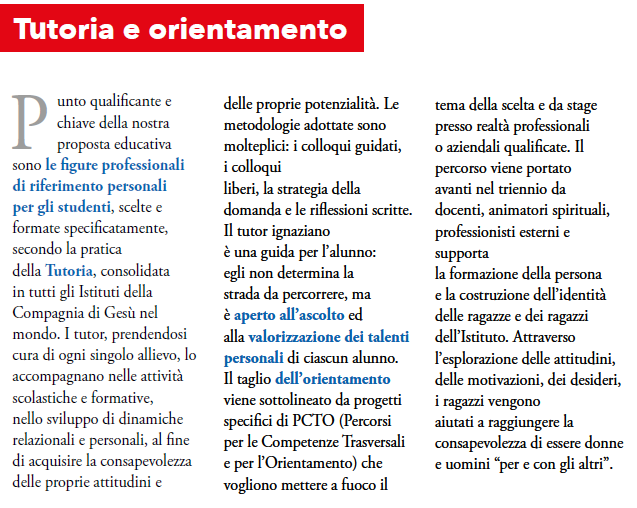 Tutoria e orientamento
Punto qualificante e
chiave della nostra
proposta educativa
sono le figure professionali
di riferimento personali
per gli studenti, scelte e
formate specificatamente,
secondo la pratica
della Tutoria, consolidata
in tutti gli Istituti della
Compagnia di Gesù nel
mondo. I tutor, prendendosi
cura di ogni singolo allievo, lo
accompagnano nelle attività
scolastiche e formative,
nello sviluppo di dinamiche
relazionali e personali, al fine
di acquisire la consapevolezza
delle proprie attitudini e
delle proprie potenzialità. Le
metodologie adottate sono
molteplici: i colloqui guidati,
i colloqui
liberi, la strategia della
domanda e le riflessioni scritte.
Il tutor ignaziano
è una guida per l’alunno:
egli non determina la
strada da percorrere, ma
è aperto all’ascolto ed
alla valorizzazione dei talenti
personali di ciascun alunno.
Il taglio dell’orientamento
viene sottolineato da progetti
specifici di PCTO (Percorsi
per le Competenze Trasversali
e per l’Orientamento) che
vogliono mettere a fuoco il
tema della scelta e da stage
presso realtà professionali
o aziendali qualificate. Il
percorso viene portato
avanti nel triennio da
docenti, animatori spirituali,
professionisti esterni e
supporta
la formazione della persona
e la costruzione dell’identità
delle ragazze e dei ragazzi
dell’Istituto. Attraverso
l’esplorazione delle attitudini,
delle motivazioni, dei desideri,
i ragazzi vengono
aiutati a raggiungere la
consapevolezza di essere donne
e uomini “per e con gli altri”.